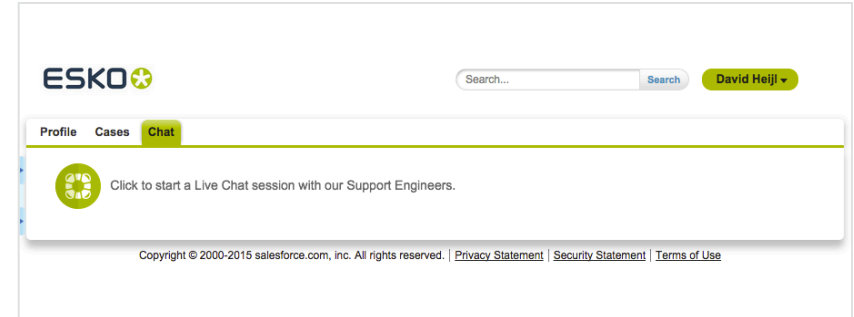 ESKO
Search... Search David Heijl
Profile Cases Chat
Click to start a Live Chat session with our Support Engineers.
Copyright © 2000-2015 salesforce.com, inc. All rights reserved. | Privacy Statement | Security Statement | Terms of Use